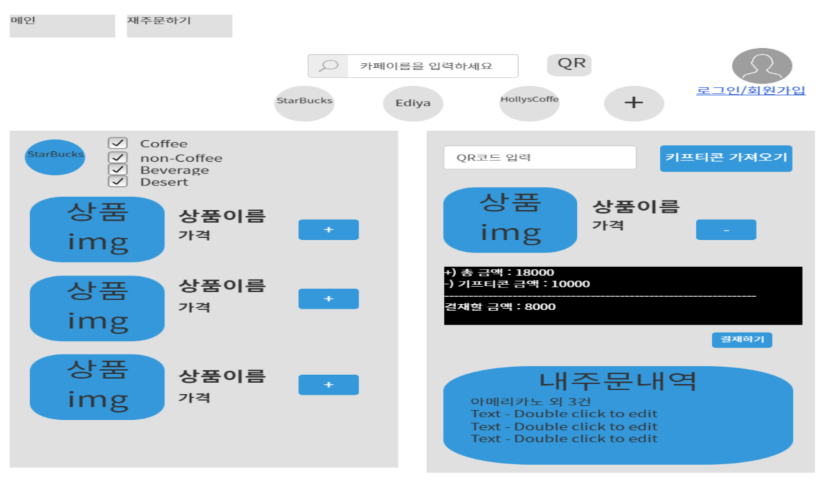 메인
재주문하기
카페이름을 입력하세요
QR
로그인/회원가입
StarBucks
Ediya
HollysCoffe
+
StarBucks
Coffee
non-Coffee
Beverage
Desert
상품
img
상품이름
가격
+
상품
img
상품이름
가격
+
상품
img
상품이름
가격
+
QR코드 입력
키프티콘 가져오기
상품
img
상품이름
가격
-
+) 총 금액 : 18000
-) 기프티콘 금액 : 10000
결재할 금액 : 8000
결재하기
내주문내역
아메리카노 외 3건
Text - Double click to edit
Text - Double click to edit
Text - Double click to edit